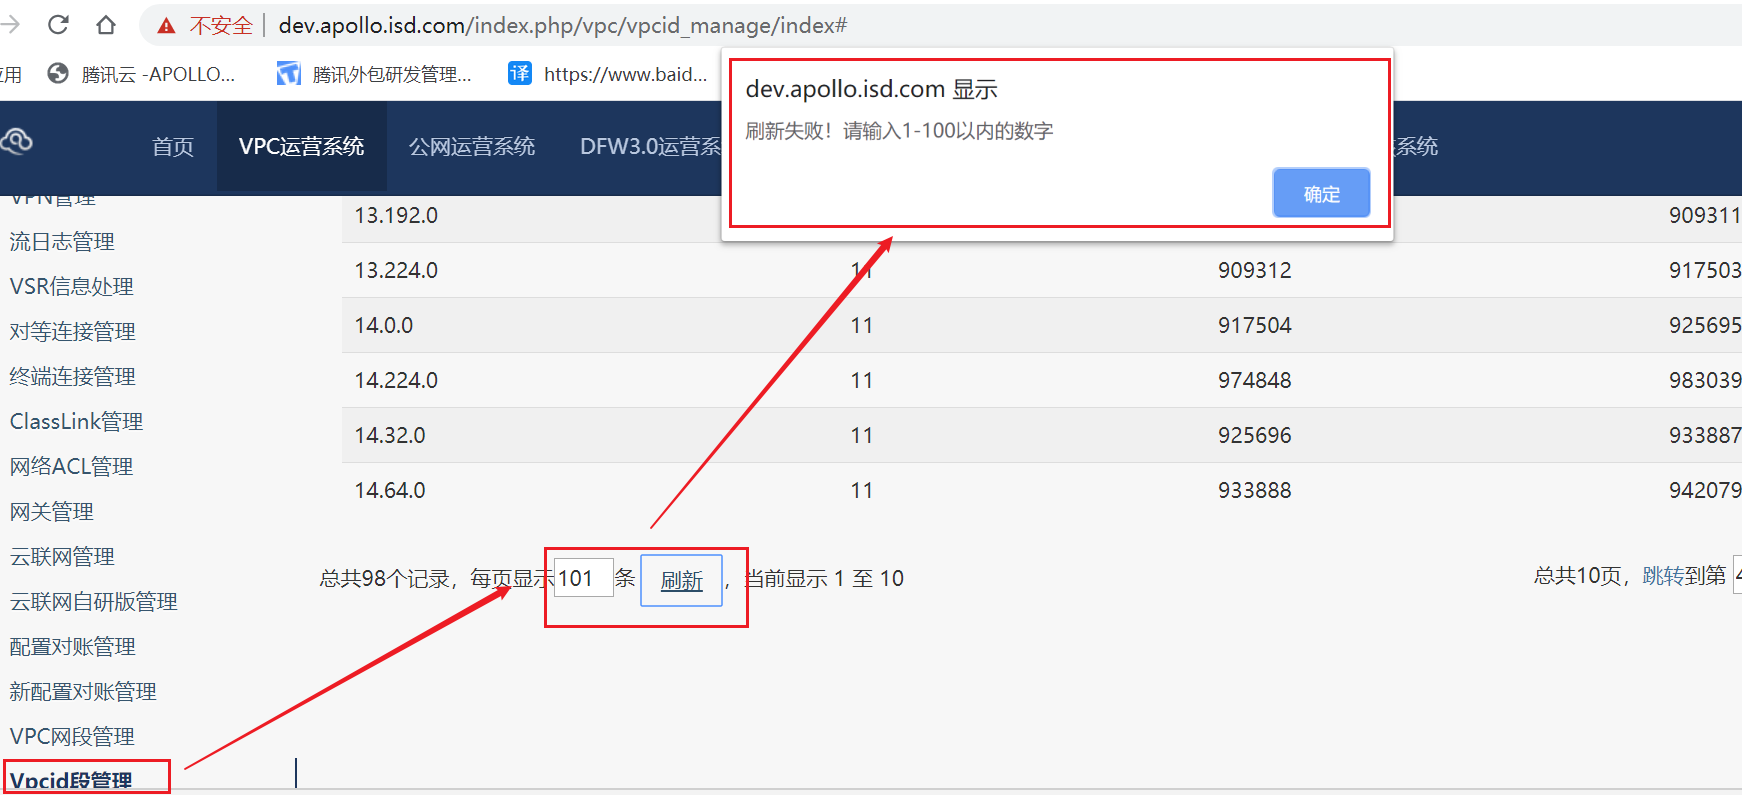 不安全 dev.apollo.isd.com/index.php/vpc/vpcid_manage/index#
应用 腾讯云 -APOLLO... 腾讯外包研发管理... 译 https://www.baid...
dev.apollo.isd.com 显示
刷新失败！请输入1-100以内的数字
确定
首页 VPC运营系统 公网运营系统 DFW3.0运营系 系统
VPN管理
流日志管理
VSR信息处理
对等连接管理
终端连接管理
ClassLink管理
网络ACL管理
网关管理
云联网管理
云联网自研版管理
配置对账管理
新配置对账管理
VPC网段管理
Vpcid段管理
13.192.0 909311
13.224.0 11 909312 917503
14.0.0 11 917504 925695
14.224.0 11 974848 983039
14.32.0 11 925696 933887
14.64.0 11 933888 942079
总共98个记录，每页显示 101 条 刷新 ，当前显示 1 至 10
总共10页，跳转到第 4